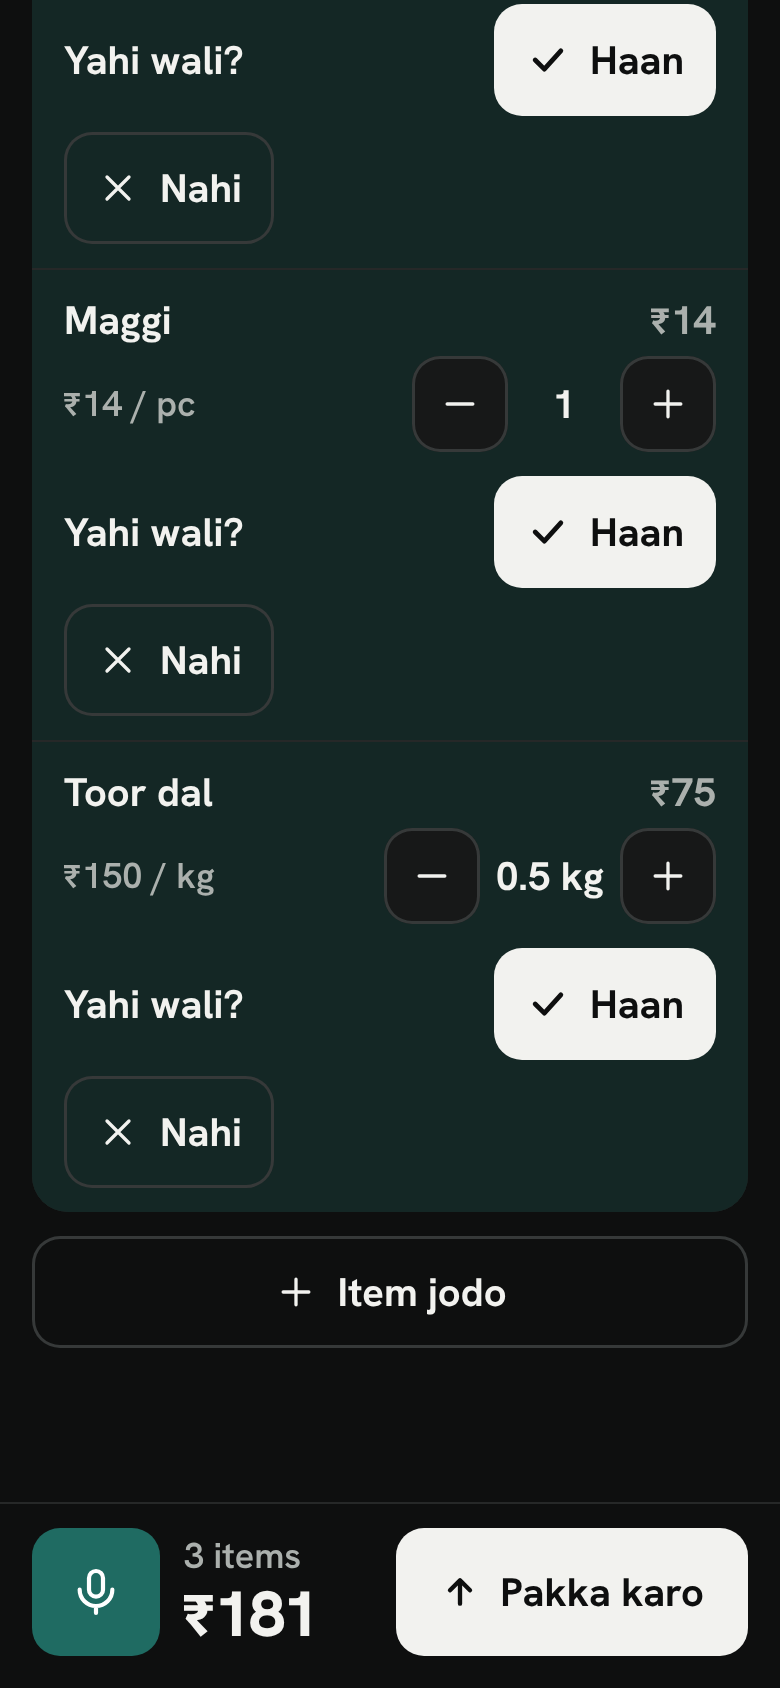 Yahi wali?
Haan
Nahi
Maggi ₹14
₹14 / pc 1
Yahi wali?
Haan
Nahi
Toor dal ₹75
₹150 / kg 0.5 kg
Yahi wali?
Haan
Nahi
Item jodo
3 items
₹181
Pakka karo